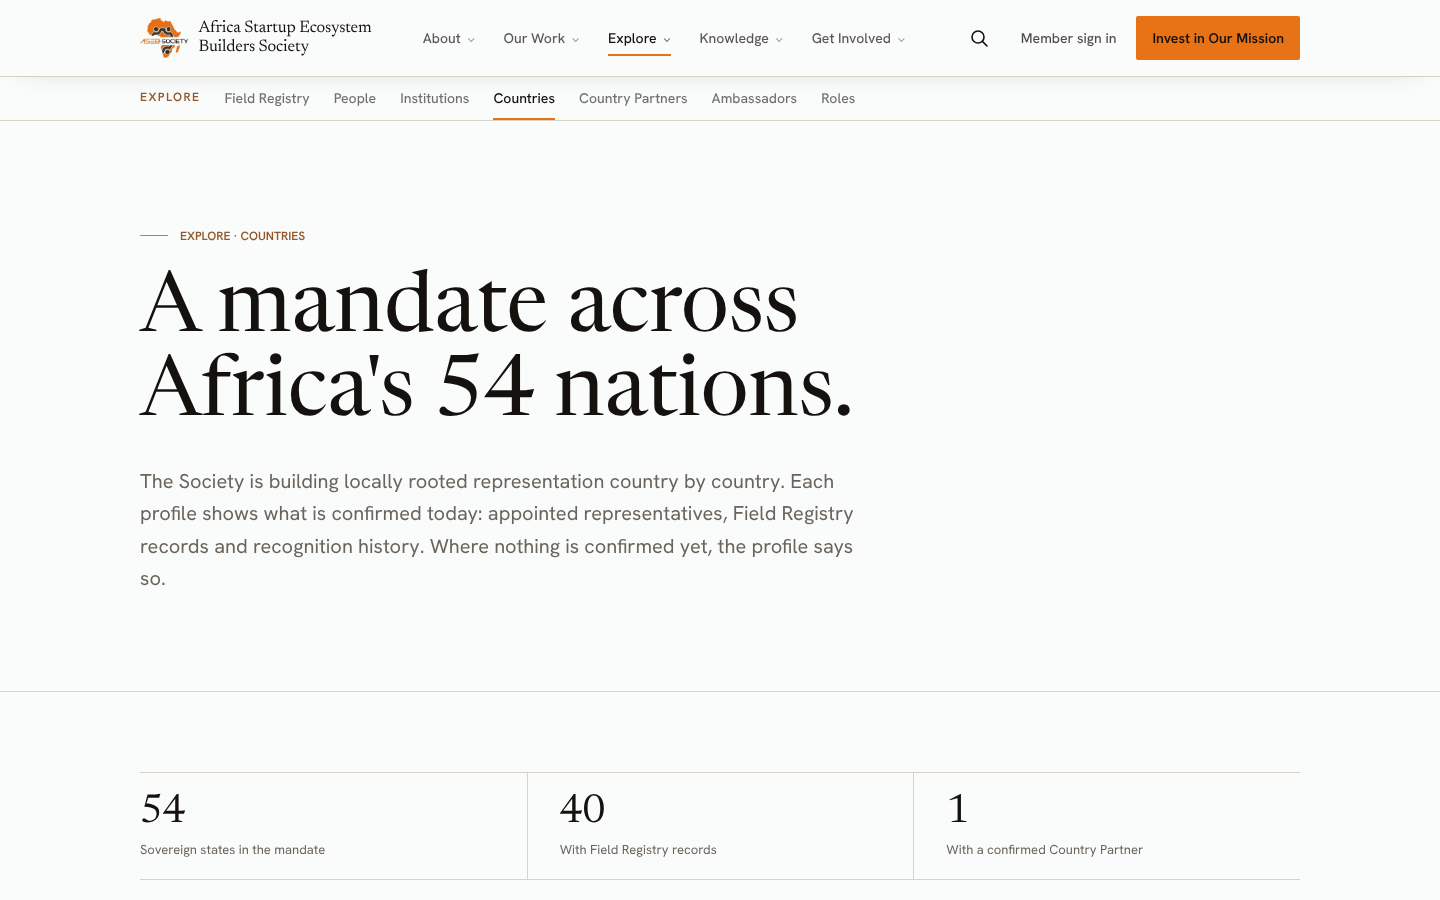 ASEB SOCIETY
Africa Startup Ecosystem
Builders Society
About
Our Work
Explore
Knowledge
Get Involved
Member sign in
Invest in Our Mission
EXPLORE
Field Registry
People
Institutions
Countries
Country Partners
Ambassadors
Roles
EXPLORE · COUNTRIES
A mandate across
Africa's 54 nations.
The Society is building locally rooted representation country by country. Each
profile shows what is confirmed today: appointed representatives, Field Registry
records and recognition history. Where nothing is confirmed yet, the profile says
so.
54
Sovereign states in the mandate
40
With Field Registry records
1
With a confirmed Country Partner